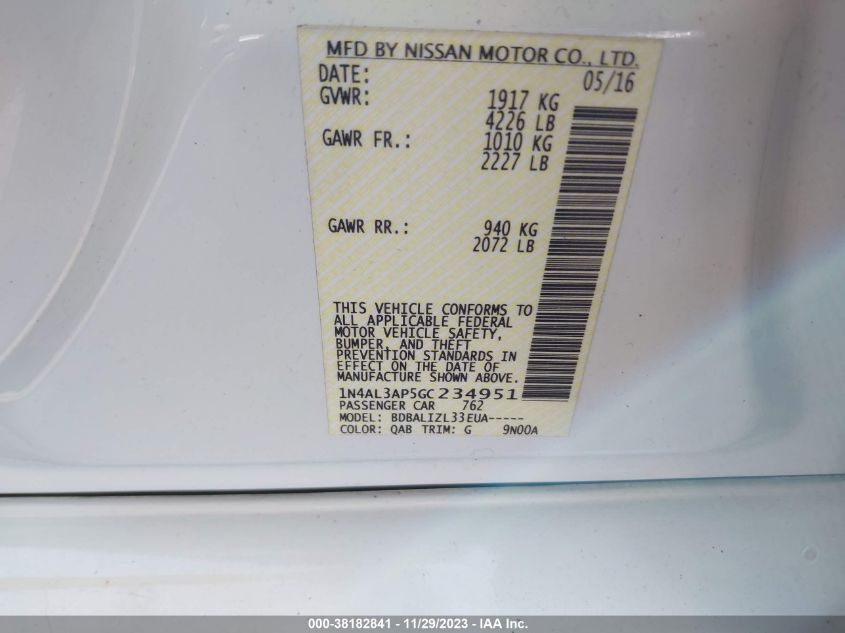 MFD BY NISSAN MOTOR CO., LTD.
DATE: 05/16
GVWR: 1917 KG
4226 LB
GAWR FR.: 1010 KG
2227 LB
GAWR RR.: 940 KG
2072 LB
THIS VEHICLE CONFORMS TO
ALL APPLICABLE FEDERAL
MOTOR VEHICLE SAFETY,
BUMPER, AND THEFT
PREVENTION STANDARDS IN
EFFECT ON THE DATE OF
MANUFACTURE SHOWN ABOVE.
1N4AL3AP5GC234951
PASSENGER CAR 762
MODEL: BDBALIZL33EUA-----
COLOR: QAB TRIM: G 9N00A
000-38182841 - 11/29/2023 - IAA Inc.